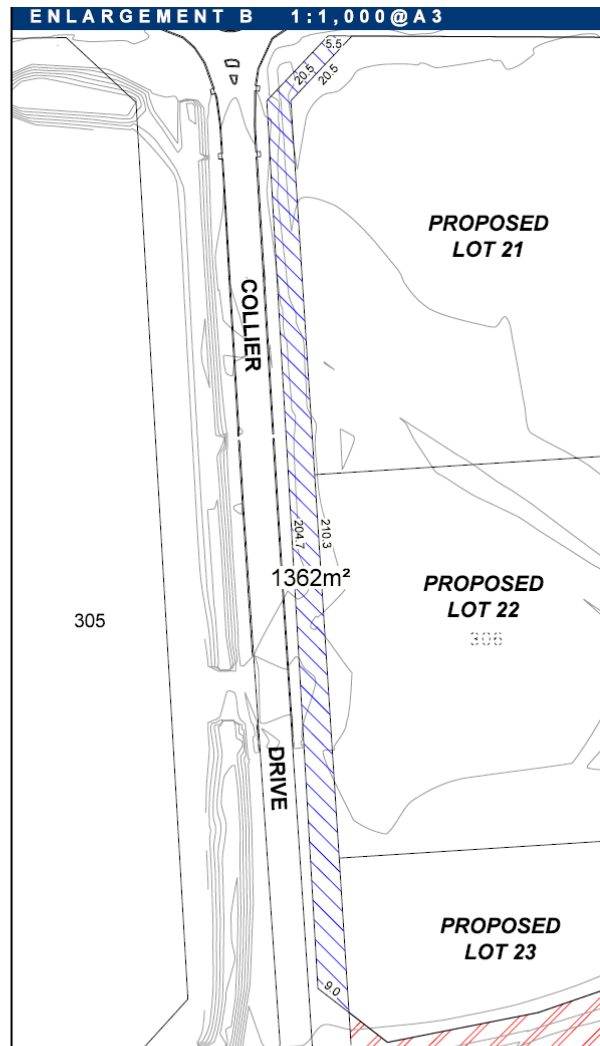 ENLARGEMENT B 1:1,000@A3
5.5
20.5
20.5
PROPOSED
LOT 21
COLLIER
204.7
210.3
1362m²
PROPOSED
LOT 22
306
305
DRIVE
PROPOSED
LOT 23
9.0